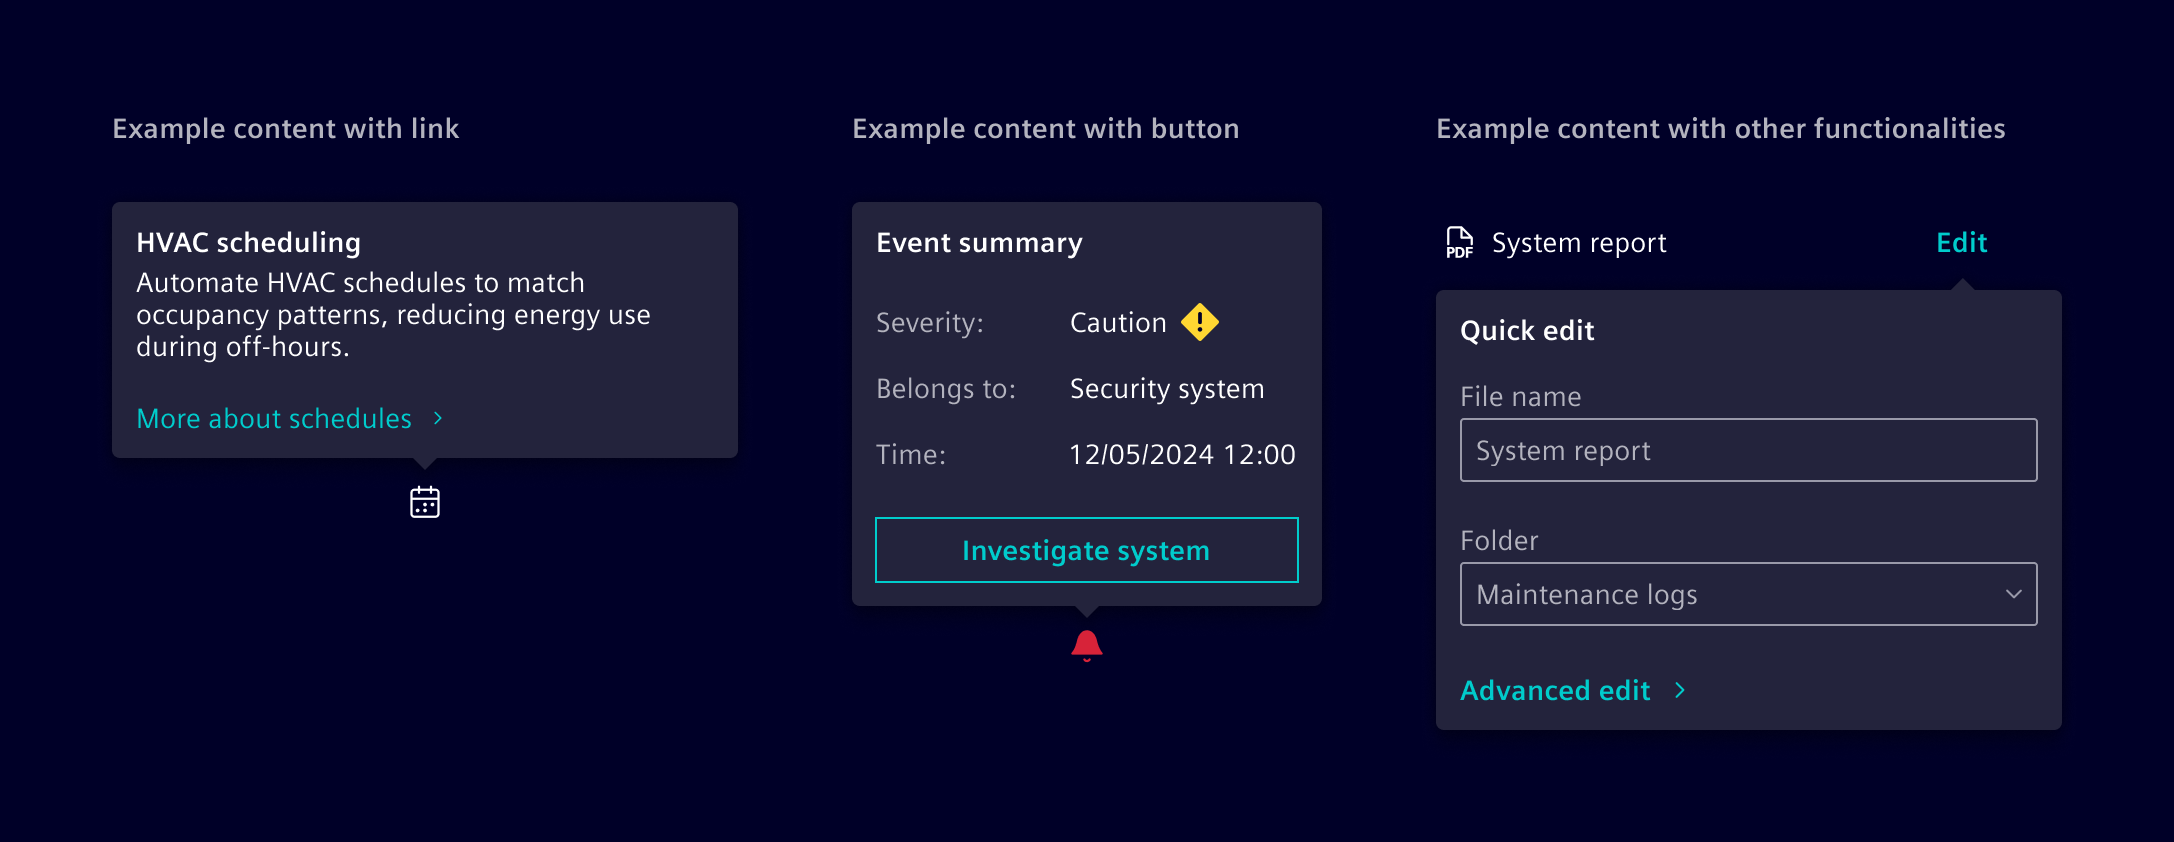 Example content with link
HVAC scheduling
Automate HVAC schedules to match
occupancy patterns, reducing energy use
during off-hours.
More about schedules
Example content with button
Event summary
Severity: Caution
Belongs to: Security system
Time: 12/05/2024 12:00
Investigate system
Example content with other functionalities
PDF System report Edit
Quick edit
File name
System report
Folder
Maintenance logs
Advanced edit